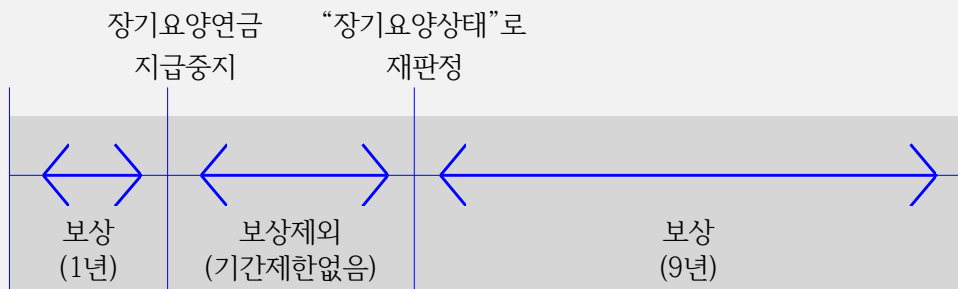 장기요양연금
지급중지
“장기요양상태”로
재판정
보상
(1년)
보상제외
(기간제한없음)
보상
(9년)